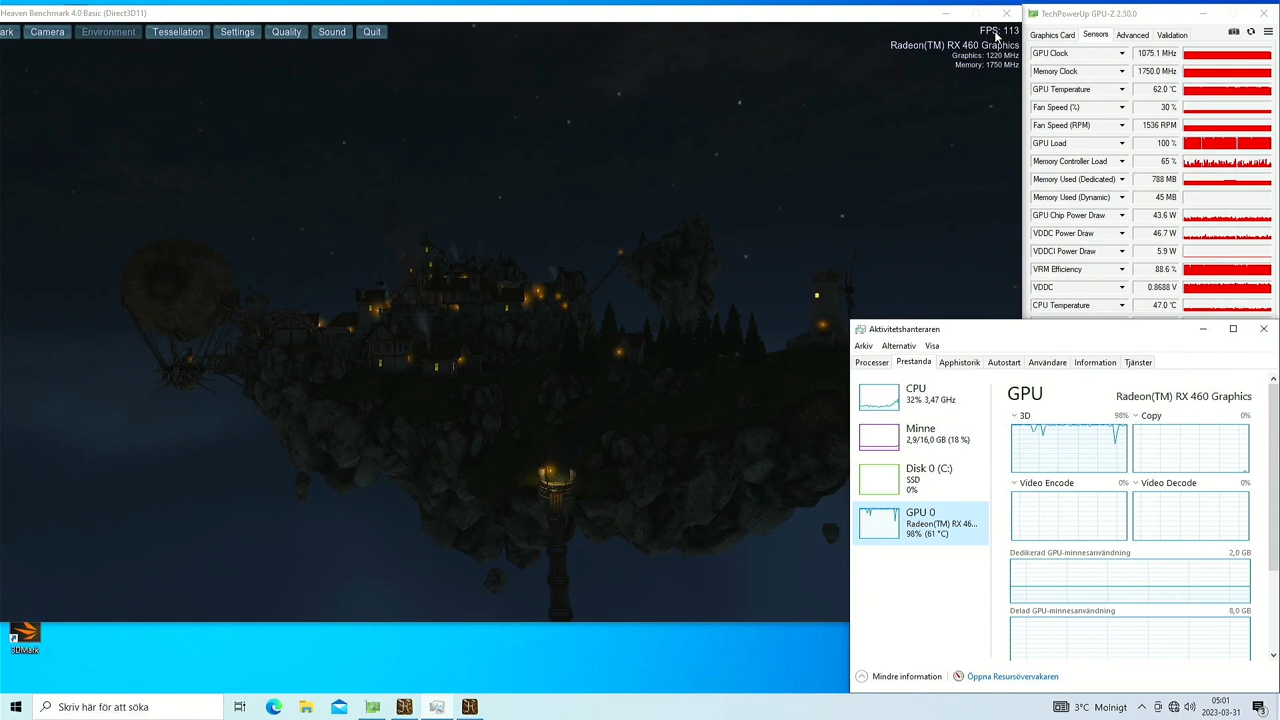 Heaven Benchmark 4.0 Basic (Direct3D11)
ark Camera Environment Tessellation Settings Quality Sound Quit
FPS: 113
Radeon(TM) RX 460 Graphics
Graphics: 1220 MHz
Memory: 1750 MHz
TechPowerUp GPU-Z 2.50.0
Graphics Card Sensors Advanced Validation
GPU Clock 1075.1 MHz
Memory Clock 1750.0 MHz
GPU Temperature 62.0 °C
Fan Speed (%) 30 %
Fan Speed (RPM) 1536 RPM
GPU Load 100 %
Memory Controller Load 65 %
Memory Used (Dedicated) 788 MB
Memory Used (Dynamic) 45 MB
GPU Chip Power Draw 43.6 W
VDDC Power Draw 46.7 W
VDDCI Power Draw 5.9 W
VRM Efficiency 88.6 %
VDDC 0.8688 V
CPU Temperature 47.0 °C
Aktivitetshanteraren
Arkiv Alternativ Visa
Processer Prestanda Apphistorik Autostart Användare Information Tjänster
CPU
32% 3,47 GHz
Minne
2,9/16,0 GB (18 %)
Disk 0 (C:)
SSD
0%
GPU 0
Radeon(TM) RX 46...
98% (61 °C)
GPU Radeon(TM) RX 460 Graphics
3D 98% Copy 0%
Video Encode 0% Video Decode 0%
Dedikerad GPU-minnesanvändning 2,0 GB
Delad GPU-minnesanvändning 8,0 GB
Mindre information Öppna Resursövervakaren
3DMark
Skriv här för att söka
3°C Molnigt
05:01
2023-03-31
3